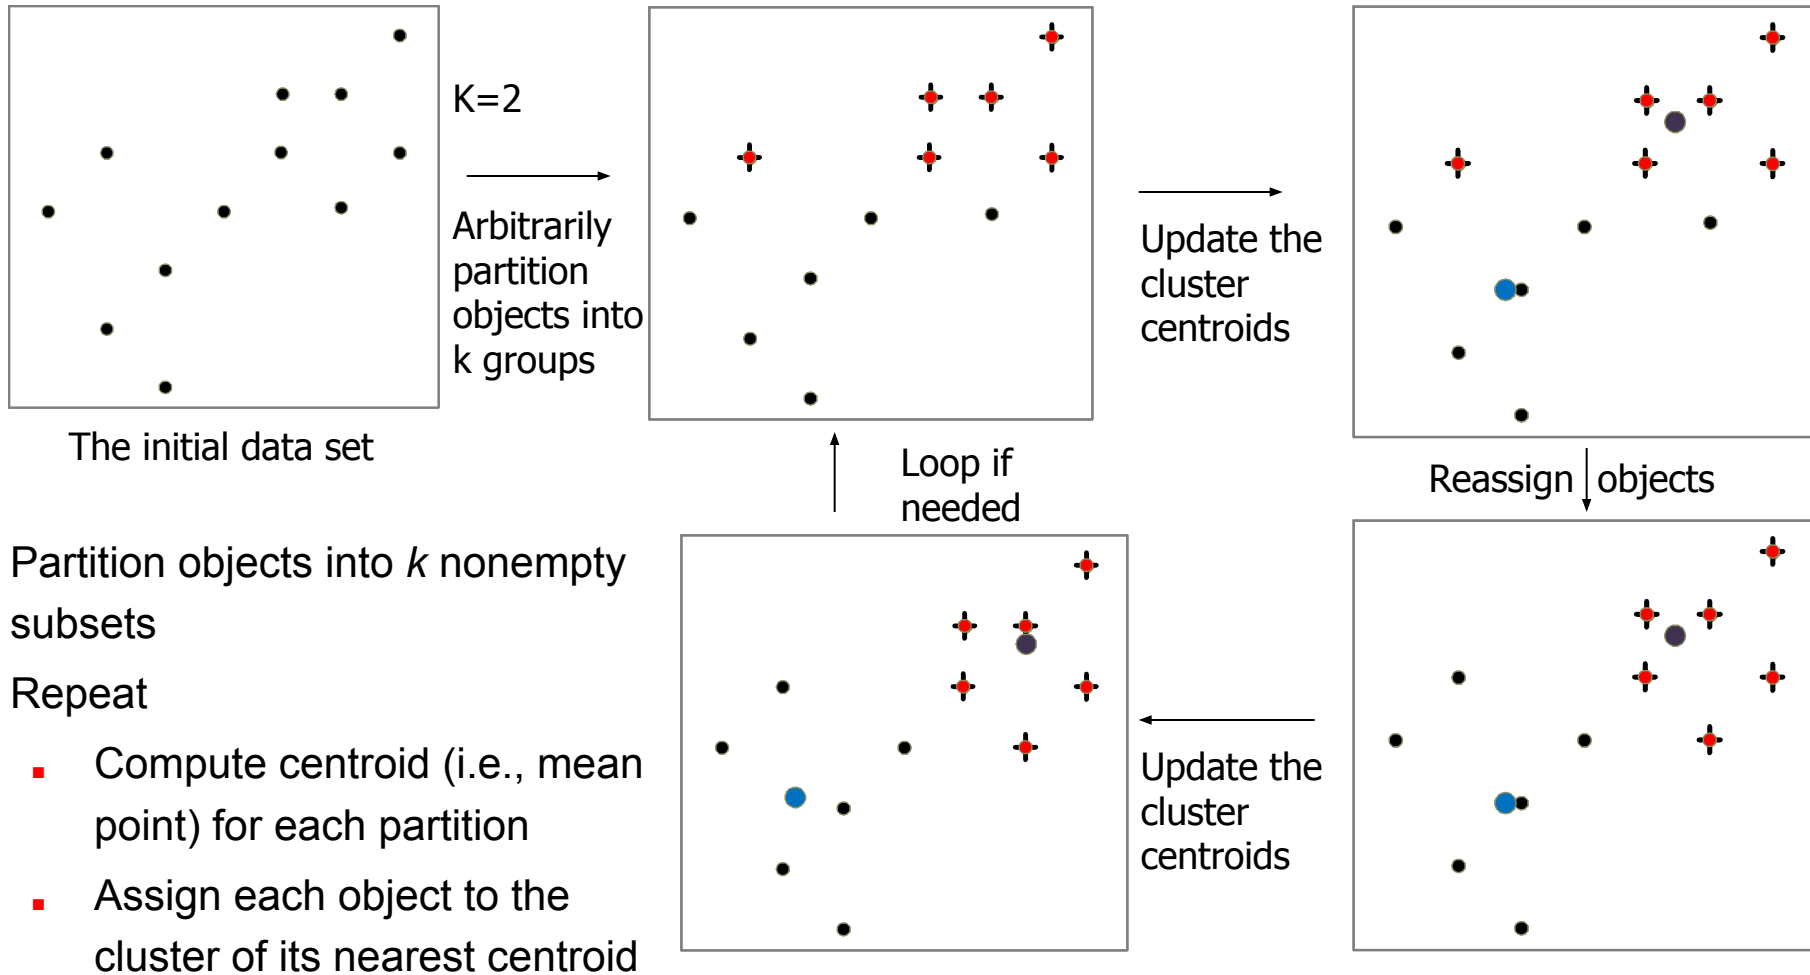 K=2
Arbitrarily
partition
objects into
k groups
Update the
cluster
centroids
The initial data set
Loop if
needed
Reassign objects
Partition objects into k nonempty
subsets
Repeat
▪ Compute centroid (i.e., mean
point) for each partition
▪ Assign each object to the
cluster of its nearest centroid
Update the
cluster
centroids